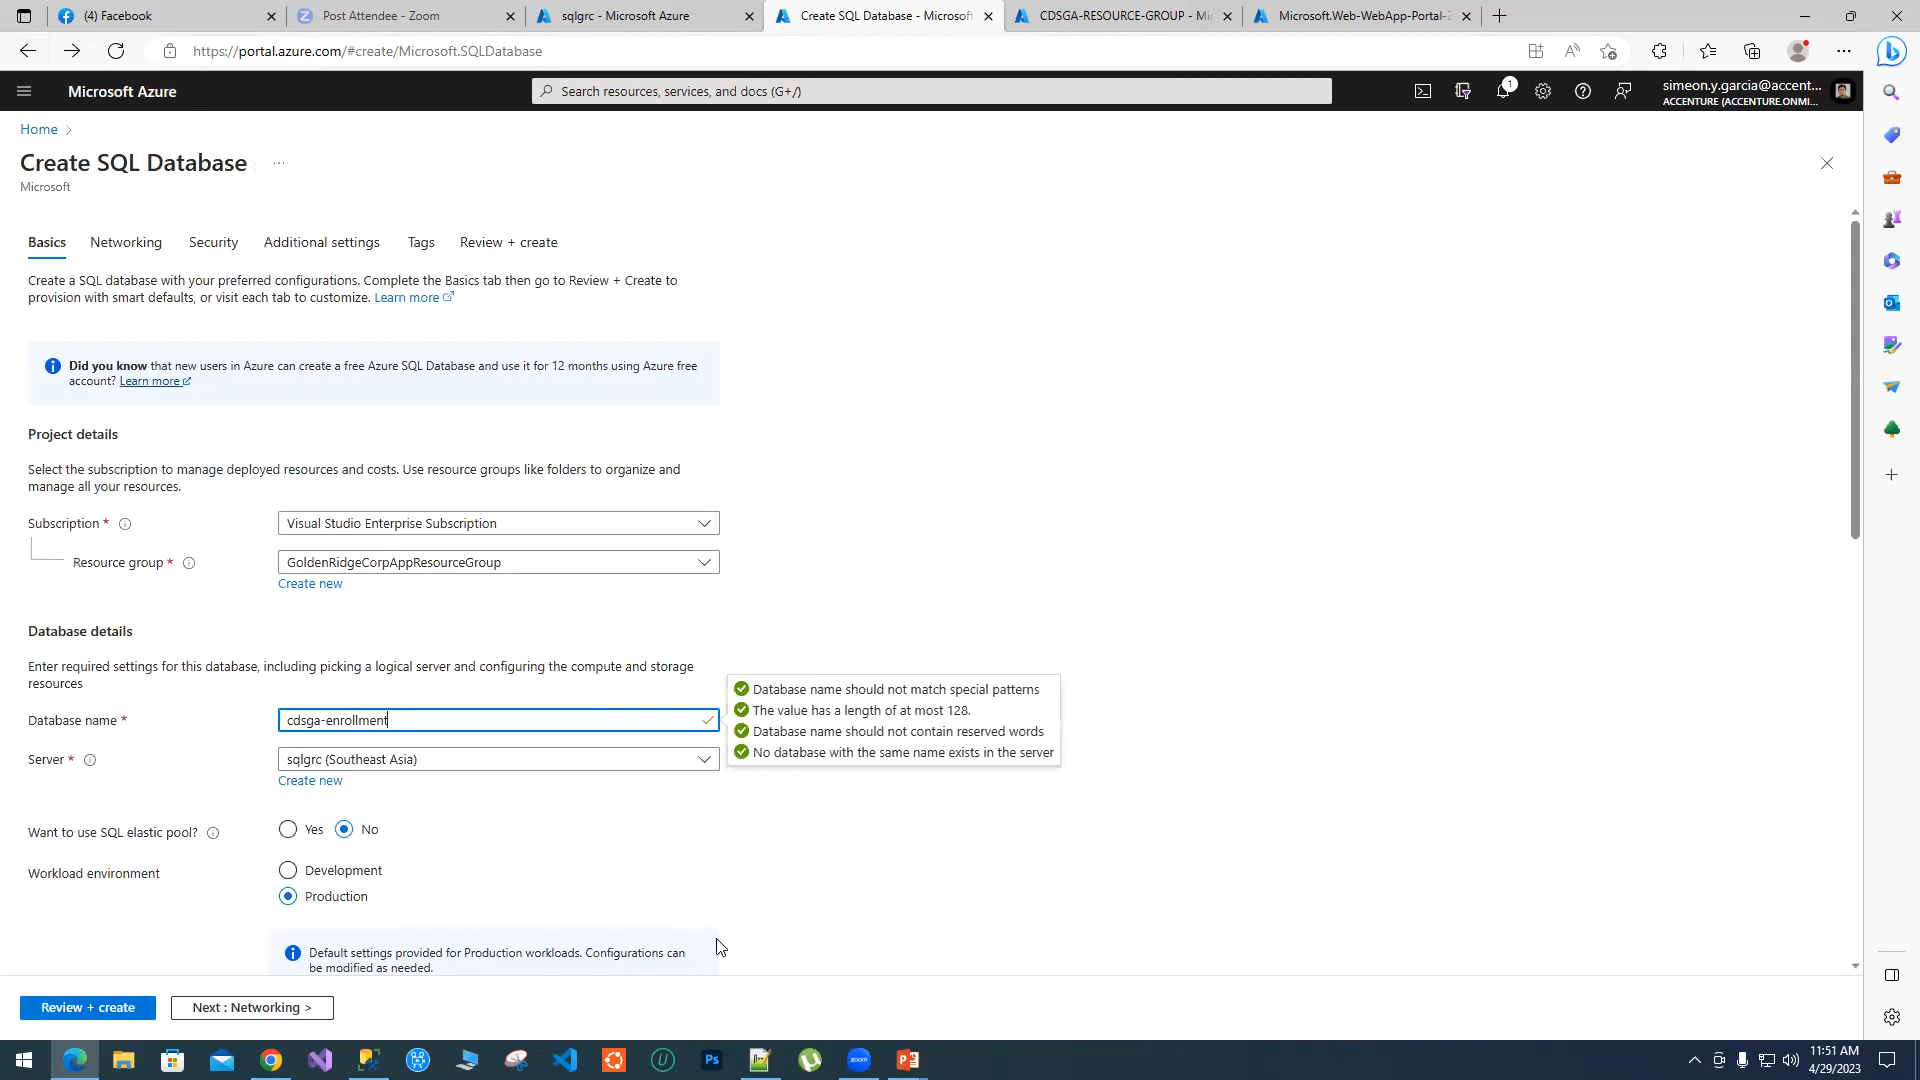 (4) Facebook
Post Attendee - Zoom
sqlgrc - Microsoft Azure
Create SQL Database - Microsoft
CDSGA-RESOURCE-GROUP - Mic
Microsoft.Web-WebApp-Portal-2
https://portal.azure.com/#create/Microsoft.SQLDatabase
Microsoft Azure
Search resources, services, and docs (G+/)
1
simeon.y.garcia@accent...
ACCENTURE (ACCENTURE.ONMI...
Home
Create SQL Database ...
Microsoft
Basics
Networking
Security
Additional settings
Tags
Review + create
Create a SQL database with your preferred configurations. Complete the Basics tab then go to Review + Create to
provision with smart defaults, or visit each tab to customize. Learn more
Did you know that new users in Azure can create a free Azure SQL Database and use it for 12 months using Azure free
account? Learn more
Project details
Select the subscription to manage deployed resources and costs. Use resource groups like folders to organize and
manage all your resources.
Subscription *
Visual Studio Enterprise Subscription
Resource group *
GoldenRidgeCorpAppResourceGroup
Create new
Database details
Enter required settings for this database, including picking a logical server and configuring the compute and storage
resources
Database name *
cdsga-enrollment
Database name should not match special patterns
The value has a length of at most 128.
Database name should not contain reserved words
No database with the same name exists in the server
Server *
sqlgrc (Southeast Asia)
Create new
Want to use SQL elastic pool?
Yes
No
Workload environment
Development
Production
Default settings provided for Production workloads. Configurations can
be modified as needed.
Review + create
Next : Networking >
Ps
zoom
11:51 AM
4/29/2023